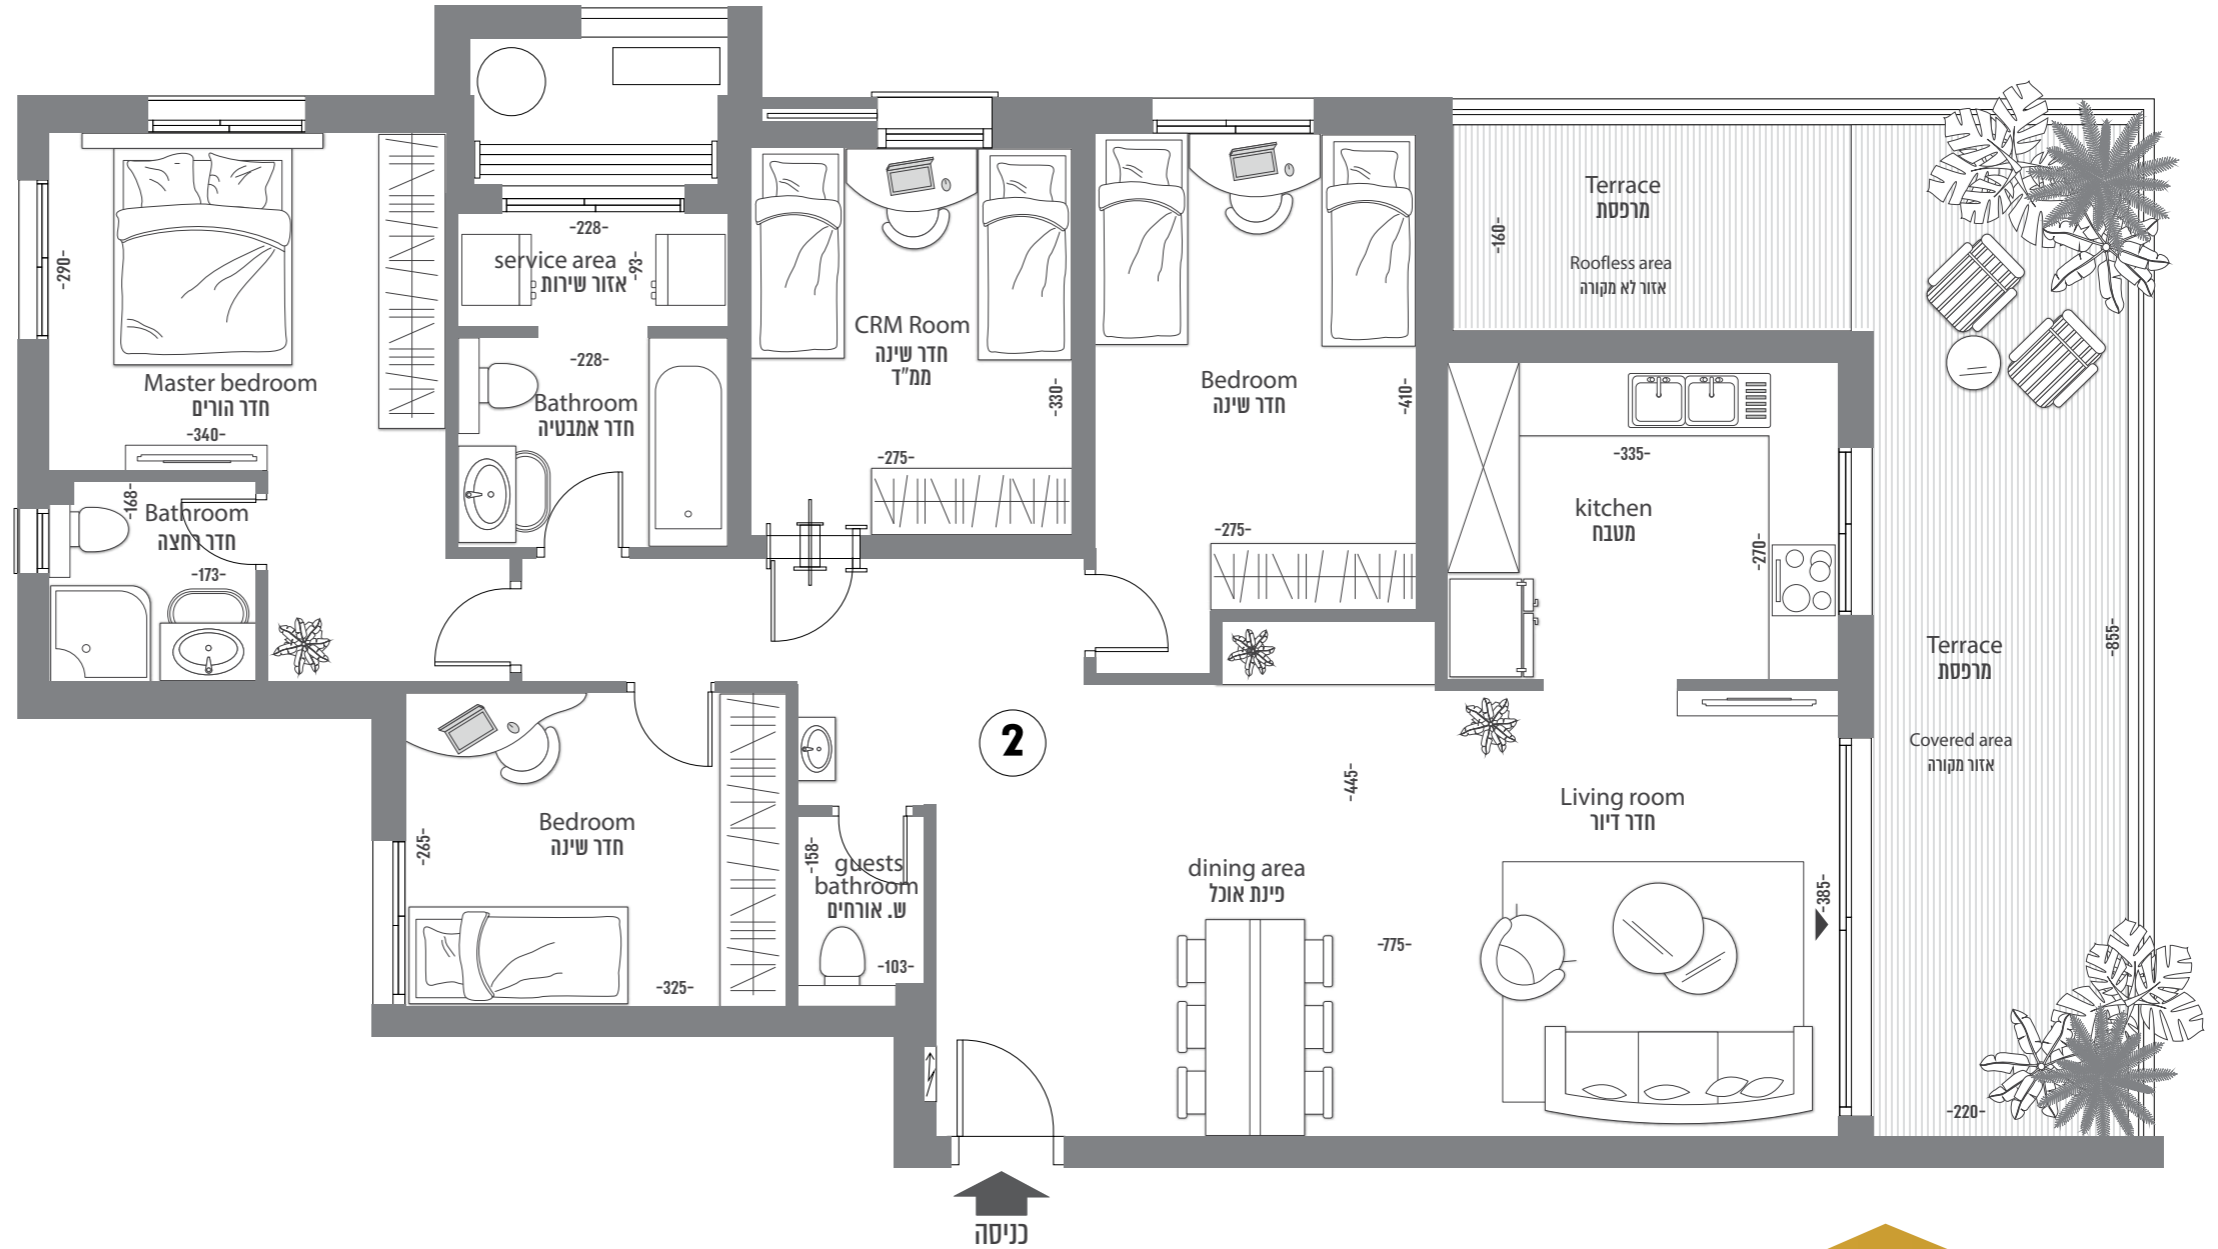 Terrace
מרפסת
-160-
Roofless area
אזור לא מקורה
-228-
service area
-93-
אזור שירות
-290-
CRM Room
חדר שינה
ממ"ד
-330-
-275-
-228-
Bathroom
חדר אמבטיה
Master bedroom
חדר הורים
-340-
Bedroom
חדר שינה
-410-
-275-
-335-
kitchen
מטבח
-270-
-168-
Bathroom
חדר רחצה
-173-
Terrace
מרפסת
-855-
Covered area
אזור מקורה
2
-445-
Living room
חדר דיור
Bedroom
חדר שינה
-265-
-325-
-158-
guests
bathroom
ש. אורחים
-103-
dining area
פינת אוכל
-775-
-385-
-220-
כניסה